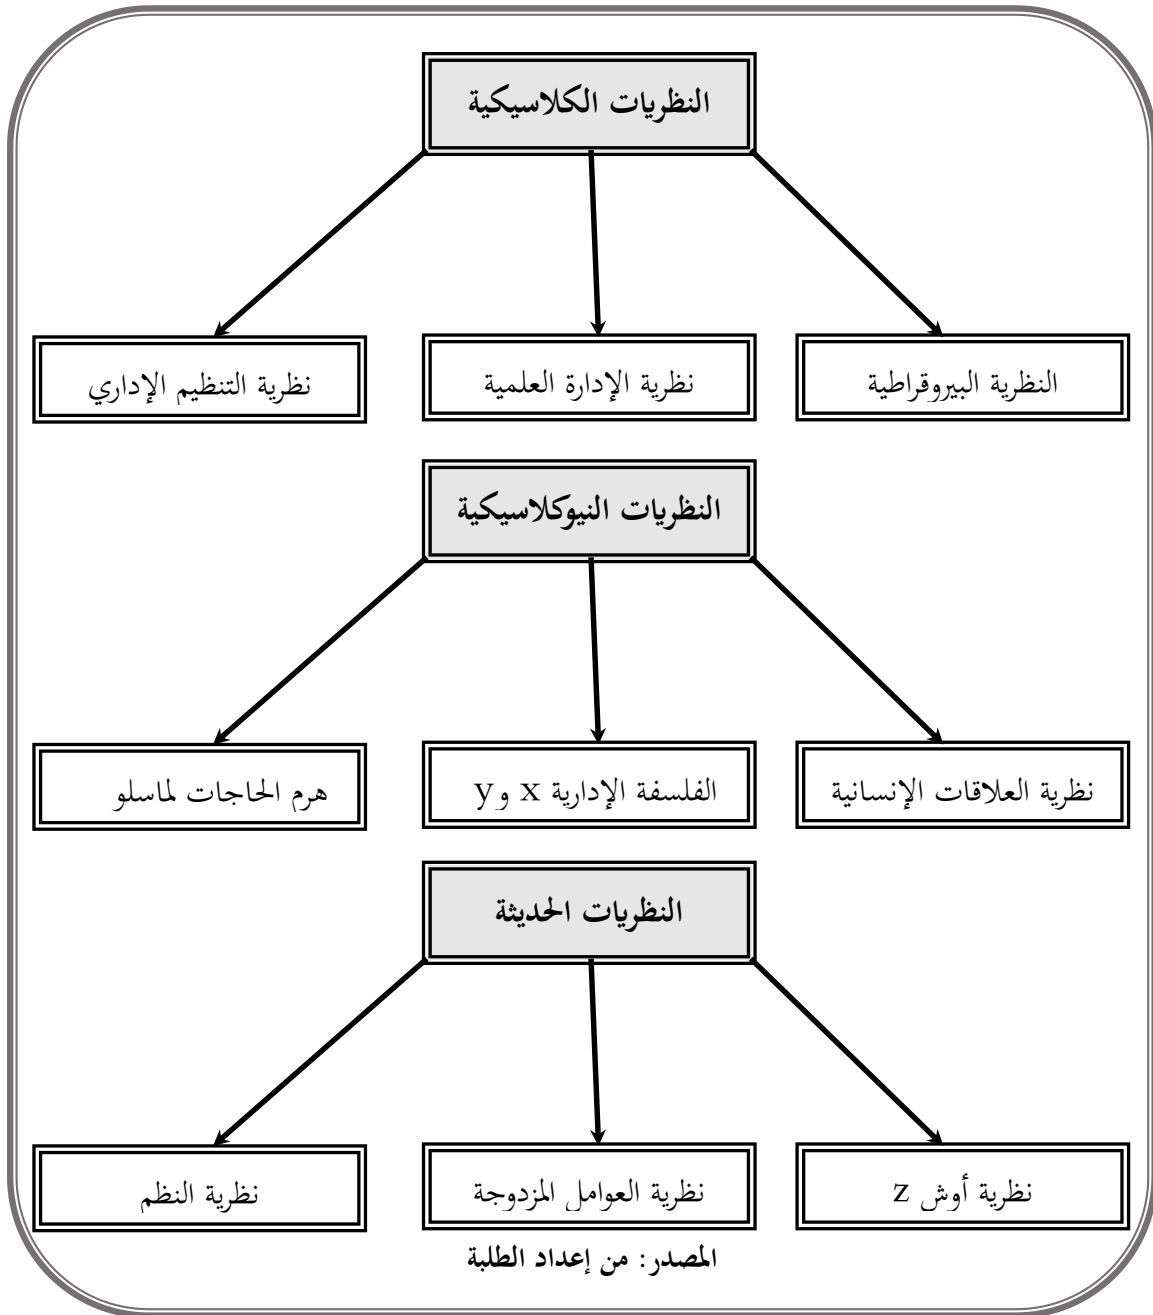 النظريات الكلاسيكية
النظرية البيروقراطية
نظرية الإدارة العلمية
نظرية التنظيم الإداري
النظريات النيوكلاسيكية
نظرية العلاقات الإنسانية
الفلسفة الإدارية x و y
هرم الحاجات لماسلو
النظريات الحديثة
نظرية أوش z
نظرية العوامل المزدوجة
نظرية النظم
المصدر: من إعداد الطلبة